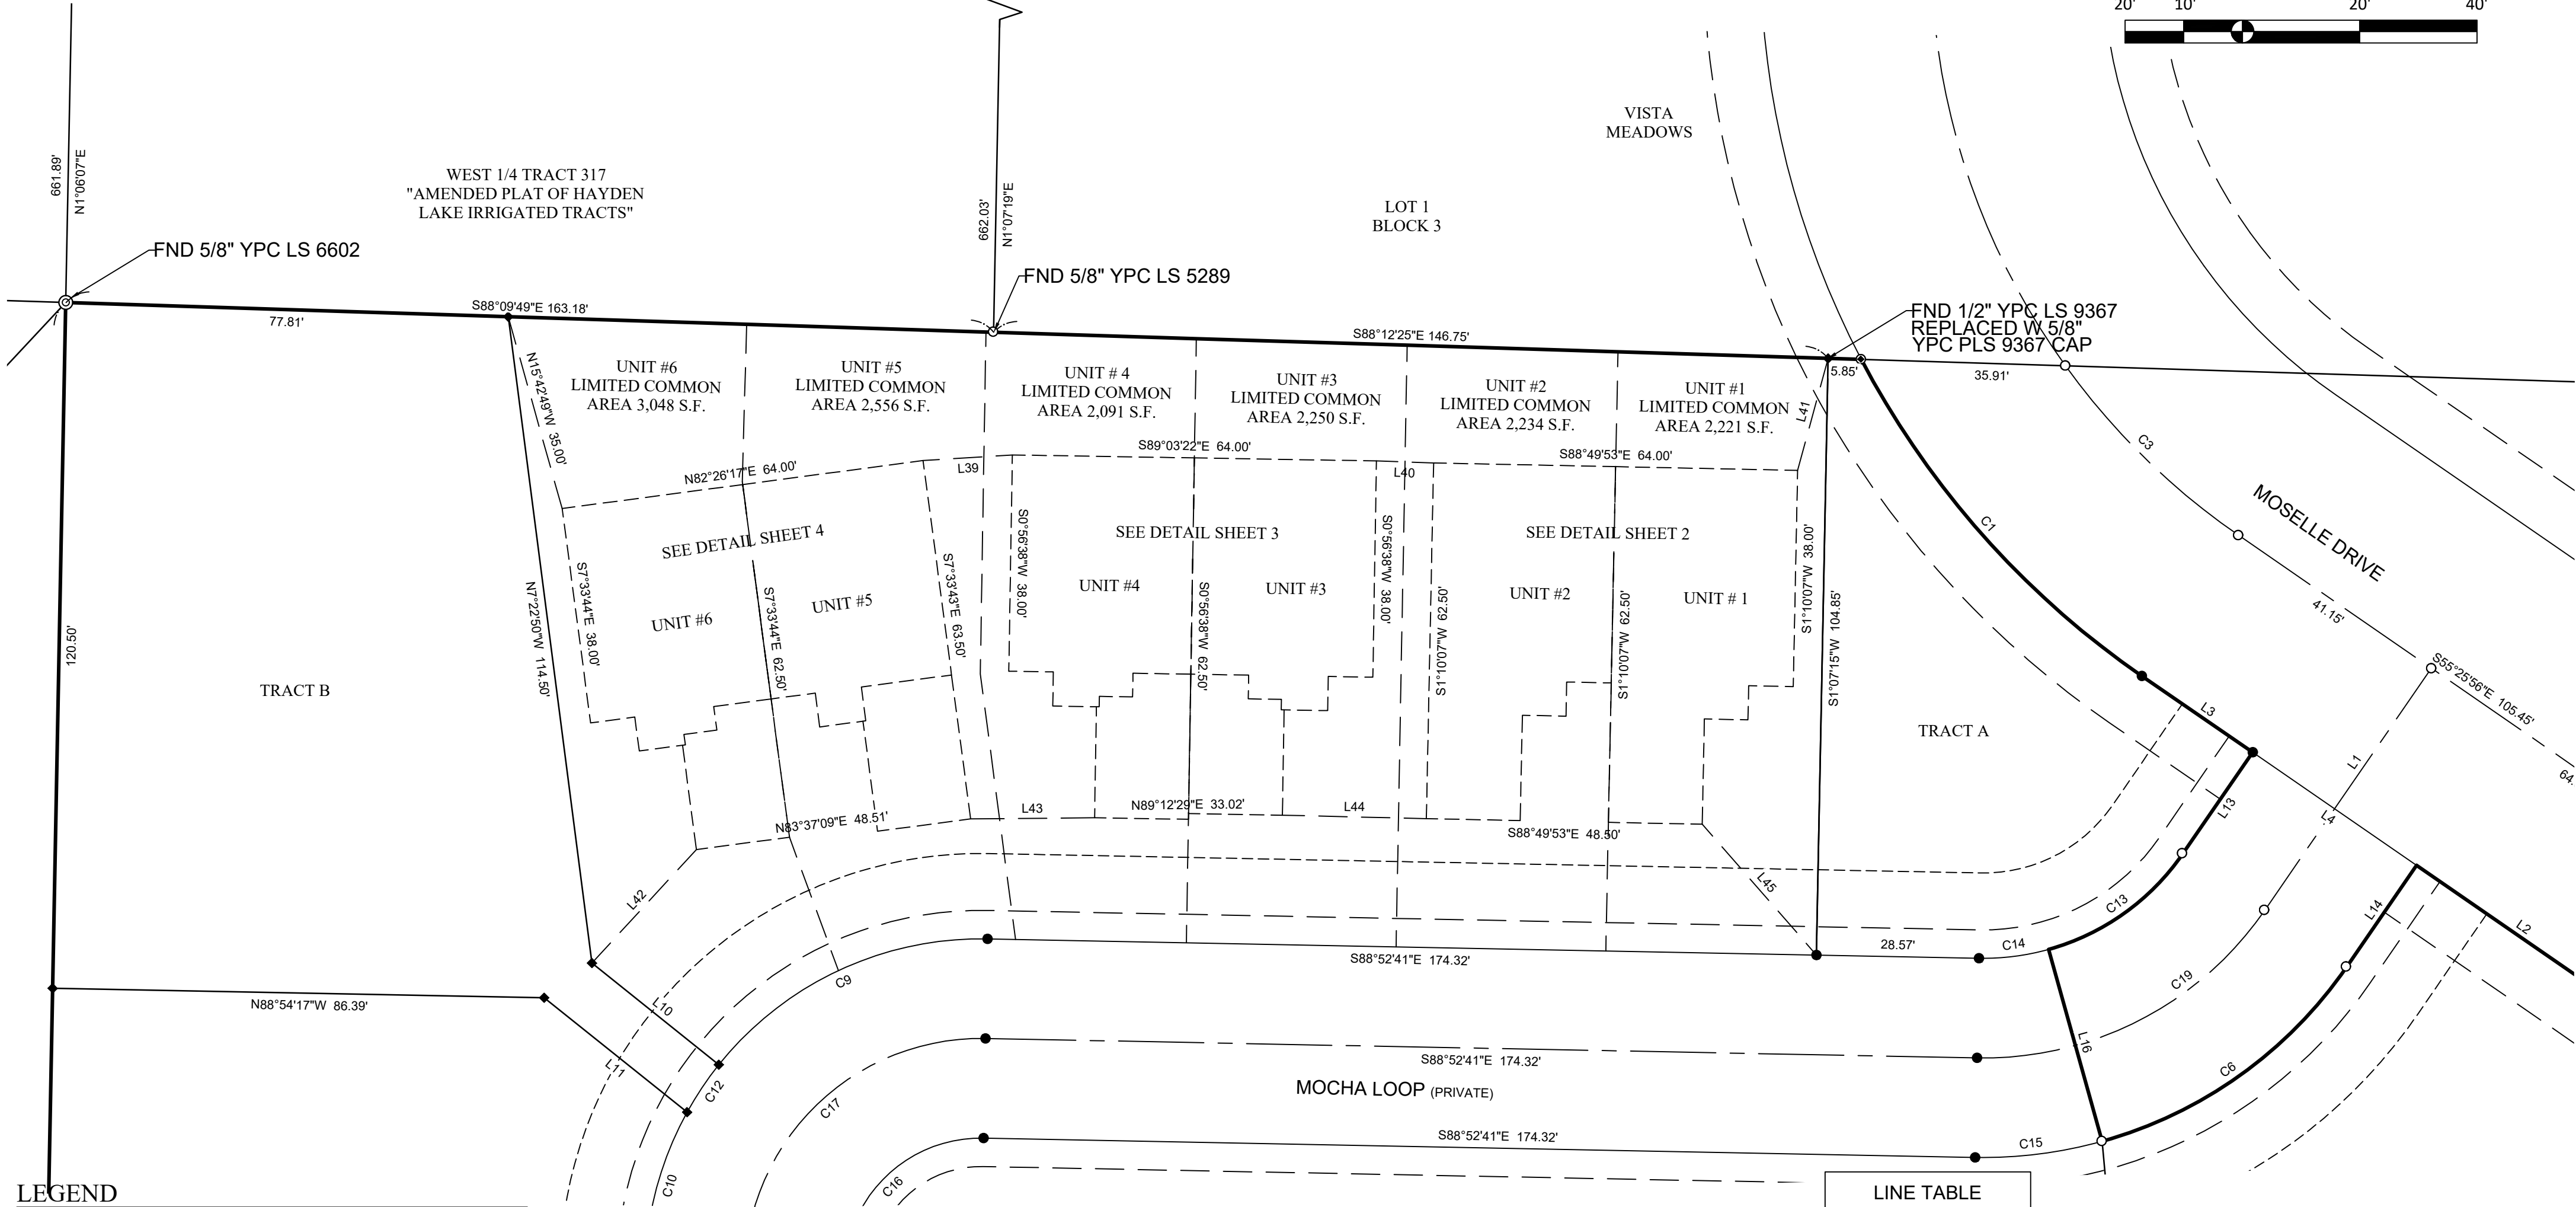 20' 10' 20' 40'
VISTA
MEADOWS
661.89'
N1°06'07"E
WEST 1/4 TRACT 317
"AMENDED PLAT OF HAYDEN
LAKE IRRIGATED TRACTS"
662.03'
N1°07'19"E
LOT 1
BLOCK 3
FND 5/8" YPC LS 6602
FND 5/8" YPC LS 5289
FND 1/2" YPC LS 9367
REPLACED W 5/8"
YPC PLS 9367 CAP
77.81'
S88°09'49"E 163.18'
S88°12'25"E 146.75'
5.85'
35.91'
N15°42'49"W 35.00'
UNIT #6
LIMITED COMMON
AREA 3,048 S.F.
UNIT #5
LIMITED COMMON
AREA 2,556 S.F.
UNIT # 4
LIMITED COMMON
AREA 2,091 S.F.
UNIT #3
LIMITED COMMON
AREA 2,250 S.F.
UNIT #2
LIMITED COMMON
AREA 2,234 S.F.
UNIT #1
LIMITED COMMON
AREA 2,221 S.F.
L41
C3
N82°26'17"E 64.00'
L39
S89°03'22"E 64.00'
L40
S88°49'53"E 64.00'
C1
MOSELLE DRIVE
SEE DETAIL SHEET 4
SEE DETAIL SHEET 3
SEE DETAIL SHEET 2
120.50'
N7°22'50"W 114.50'
S7°33'44"E 38.00'
UNIT #6
S7°33'44"E 62.50'
UNIT #5
S7°33'43"E 63.50'
S0°56'38"W 38.00'
UNIT #4
S0°56'38"W 62.50'
UNIT #3
S0°56'38"W 38.00'
S1°10'07"W 62.50'
UNIT #2
S1°10'07"W 62.50'
UNIT # 1
S1°10'07"W 38.00'
S1°07'15"W 104.85'
41.15'
S55°25'56"E 105.45'
64.
TRACT B
TRACT A
L3
L1
L13
L4
N83°37'09"E 48.51'
L43
N89°12'29"E 33.02'
L44
S88°49'53"E 48.50'
L42
L45
C13
L14
L2
C9
S88°52'41"E 174.32'
28.57'
C14
C19
N88°54'17"W 86.39'
L10
L11
C12
S88°52'41"E 174.32'
L16
C6
C17
MOCHA LOOP (PRIVATE)
S88°52'41"E 174.32'
C15
C10
C16
LEGEND
LINE TABLE